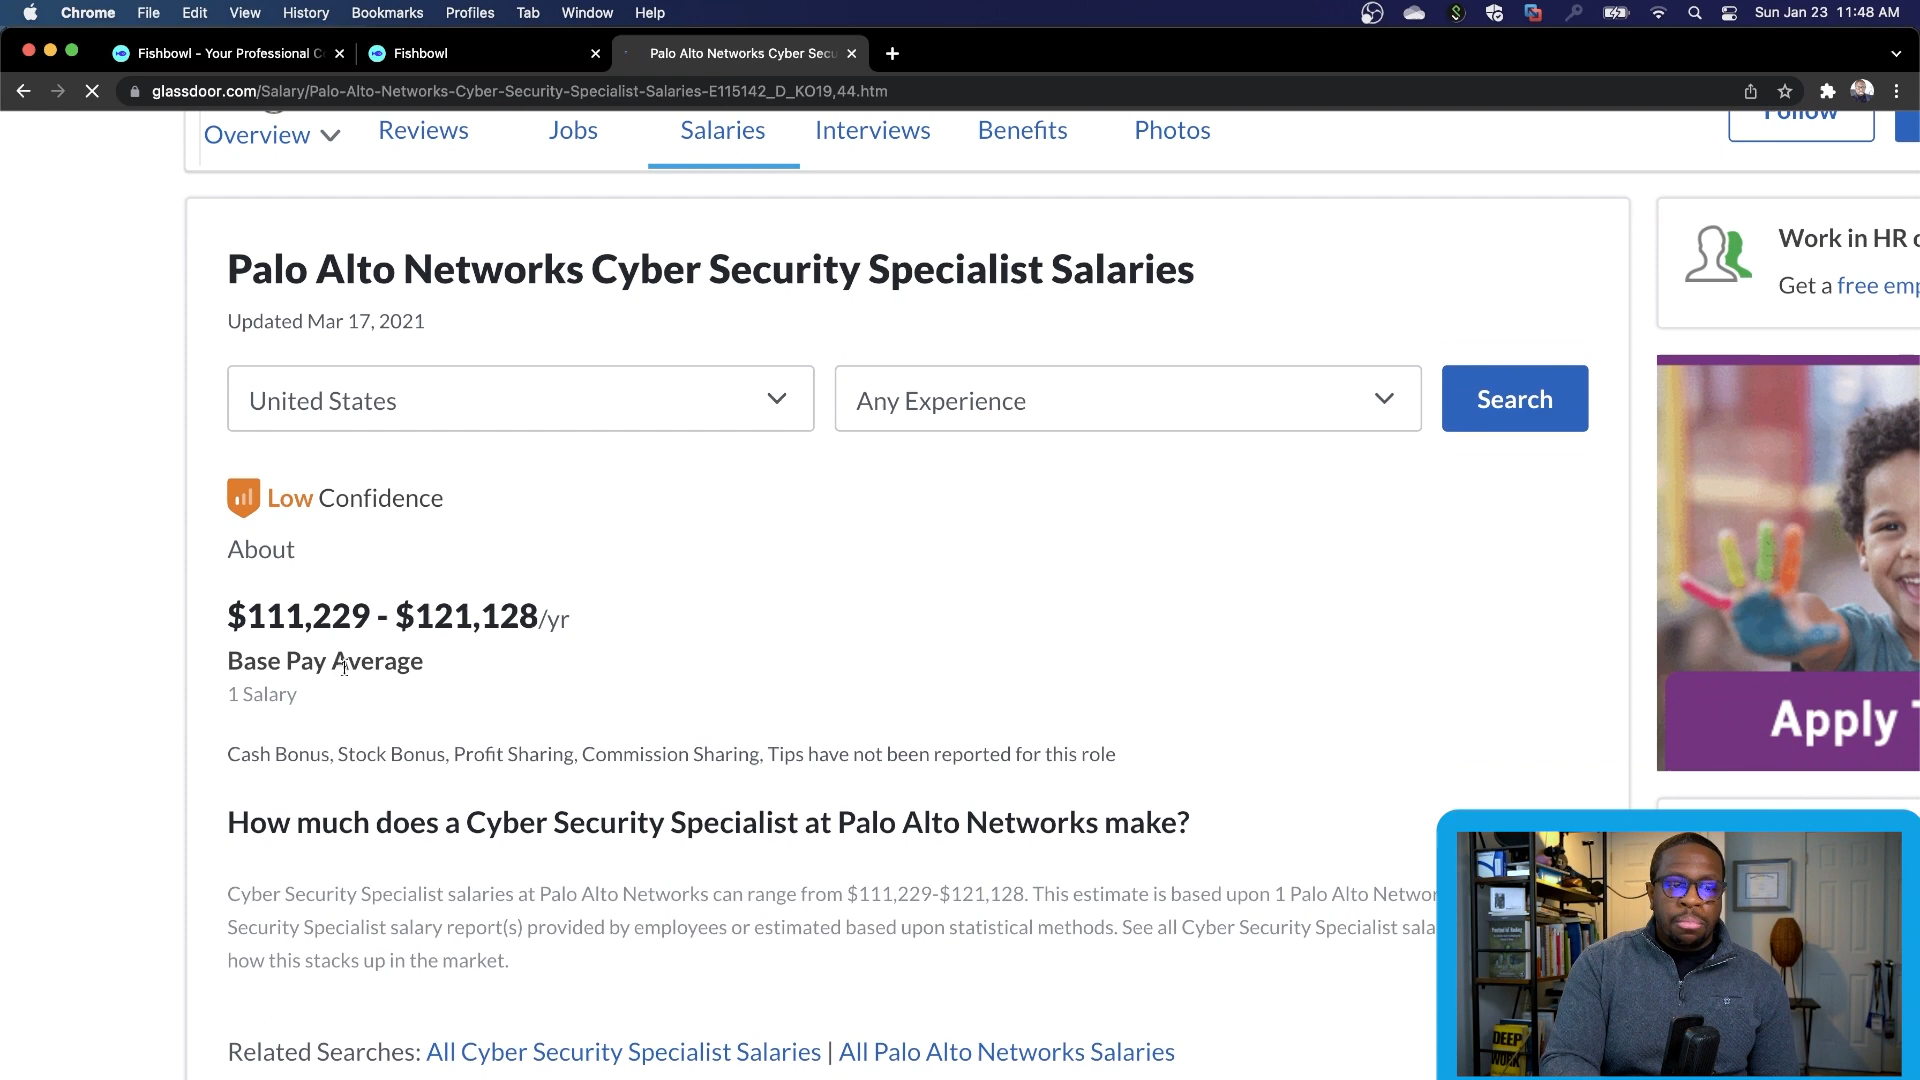 Chrome File Edit View History Bookmarks Profiles Tab Window Help Sun Jan 23 11:48 AM
Fishbowl - Your Professional C Fishbowl Palo Alto Networks Cyber Secu
glassdoor.com/Salary/Palo-Alto-Networks-Cyber-Security-Specialist-Salaries-E115142_D_KO19,44.htm
Overview Reviews Jobs Salaries Interviews Benefits Photos Follow
Palo Alto Networks Cyber Security Specialist Salaries
Updated Mar 17, 2021
United States Any Experience Search
Low Confidence
About
$111,229 - $121,128/yr
Base Pay Average
1 Salary
Cash Bonus, Stock Bonus, Profit Sharing, Commission Sharing, Tips have not been reported for this role
How much does a Cyber Security Specialist at Palo Alto Networks make?
Cyber Security Specialist salaries at Palo Alto Networks can range from $111,229-$121,128. This estimate is based upon 1 Palo Alto Networ
Security Specialist salary report(s) provided by employees or estimated based upon statistical methods. See all Cyber Security Specialist sala
how this stacks up in the market.
Related Searches: All Cyber Security Specialist Salaries | All Palo Alto Networks Salaries
Work in HR
Get a free emp
Apply
DEEP
WORK